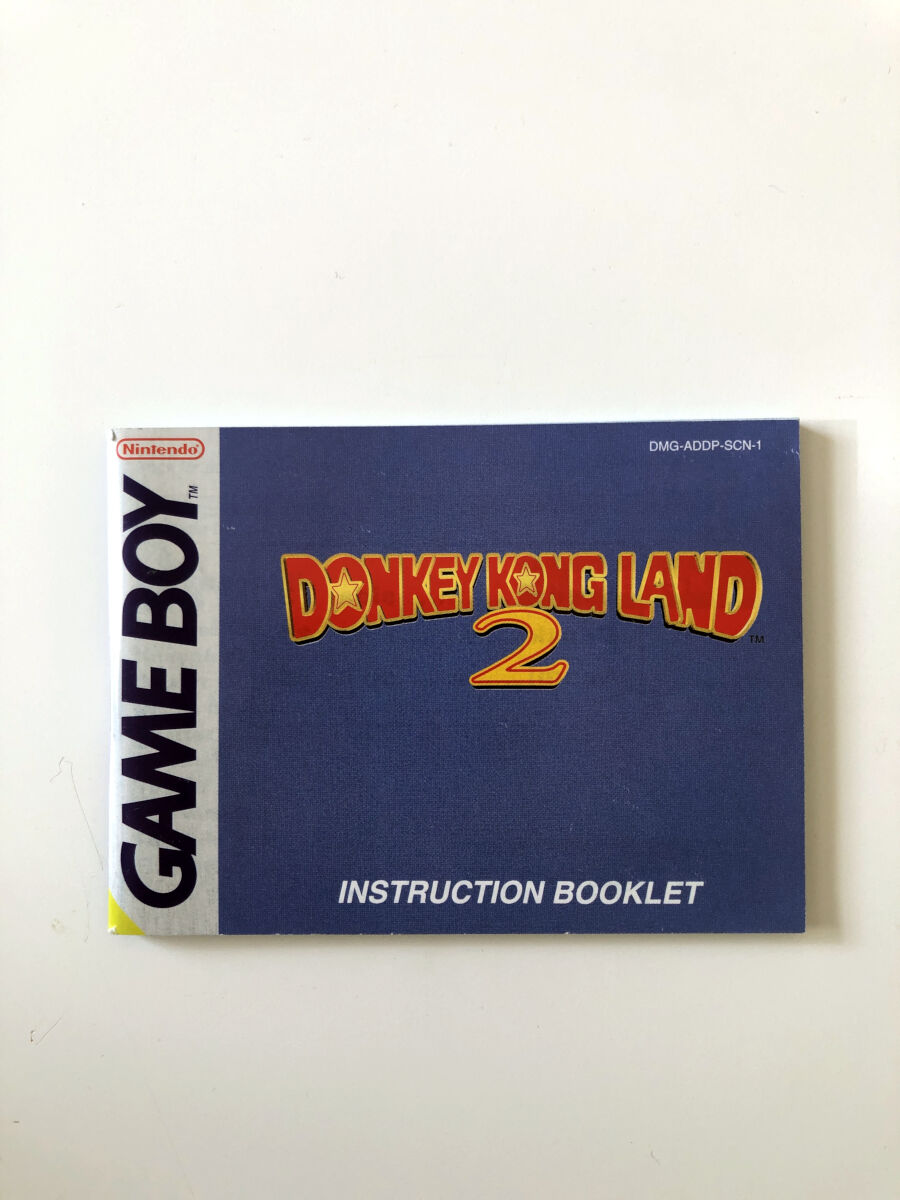 Nintendo®
GAME BOY™
DMG-ADDP-SCN-1
DONKEY KONG LAND
2™
INSTRUCTION BOOKLET